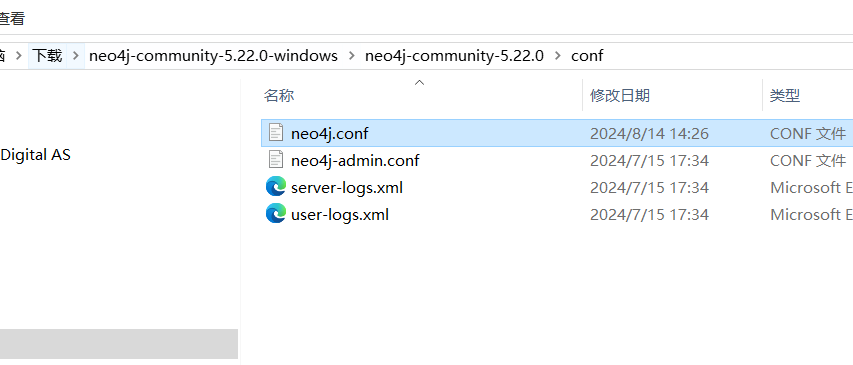 查看
下载 > neo4j-community-5.22.0-windows > neo4j-community-5.22.0 > conf
名称 修改日期 类型
neo4j.conf 2024/8/14 14:26 CONF 文件
Digital AS
neo4j-admin.conf 2024/7/15 17:34 CONF 文件
server-logs.xml 2024/7/15 17:34 Microsoft E
user-logs.xml 2024/7/15 17:34 Microsoft E